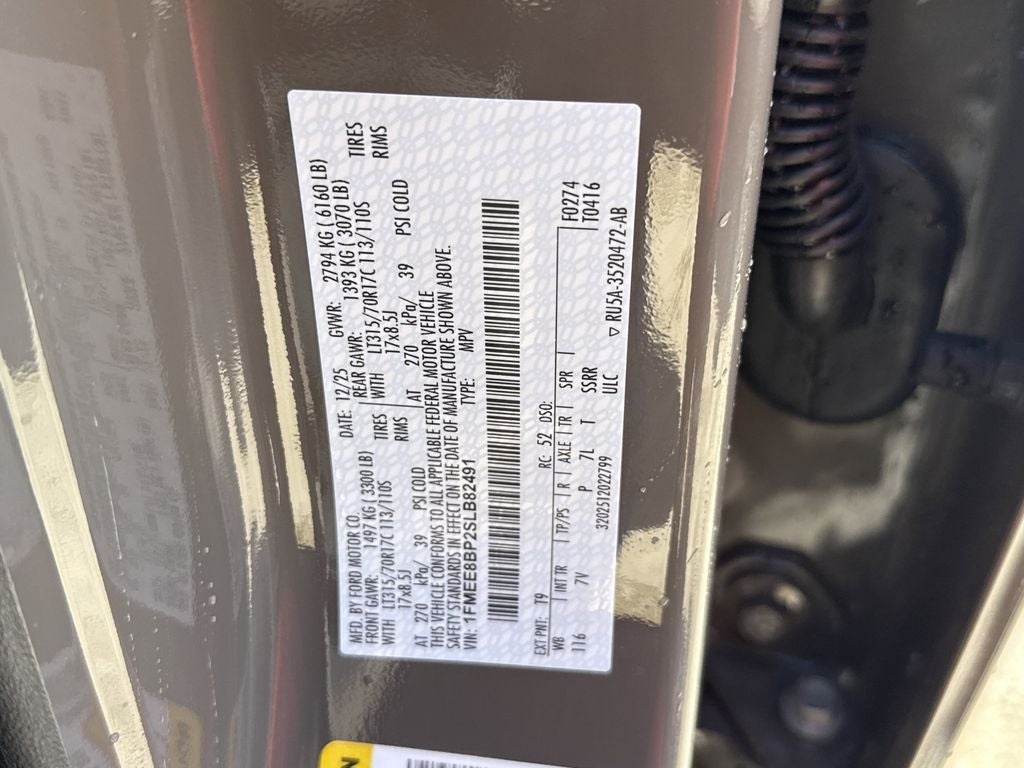 MFD. BY FORD MOTOR CO. DATE: 12/25 GVWR: 2794 KG ( 6160 LB)
FRONT GAWR: 1497 KG 3300 LB) REAR GAWR: 1393 KG ( 3070 LB)
WITH LT315/70R17C 113/110S TIRES WITH LT315/70R17C 113/110S TIRES
17x8.5J RIMS 17x8.5J RIMS
AT 270 kPa/ 39 PSI COLD AT 270 kPa/ 39 PSI COLD
THIS VEHICLE CONFORMS TO ALL APPLICABLE FEDERAL MOTOR VEHICLE
SAFETY STANDARDS IN EFFECT ON THE DATE OF MANUFACTURE SHOWN ABOVE.
VIN: 1FMEE8BP2SLB82491 TYPE: MPV
EXT PNT: T9 RC: 52 DSO: F0274
WB INT TR TP/PS R AXLE TR SPR T0416
116 7V P 7L T SSRR
ULC
3202512022799 RU5A-3520472-AB
N